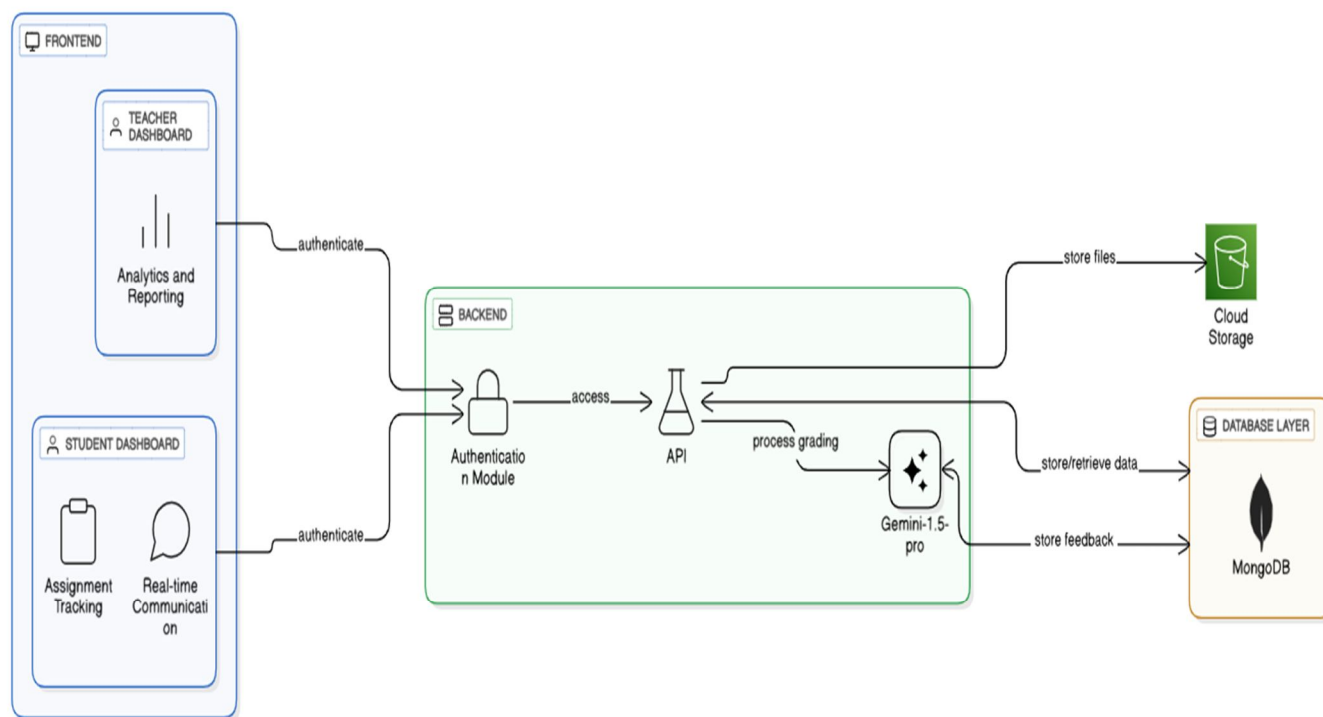 FRONTEND
TEACHER
DASHBOARD
Analytics and
Reporting
STUDENT DASHBOARD
Assignment
Tracking
Real-time
Communicati
on
authenticate
authenticate
BACKEND
Authenticatio
n Module
access
API
process grading
Gemini-1.5-
pro
store files
Cloud
Storage
store/retrieve data
store feedback
DATABASE LAYER
MongoDB